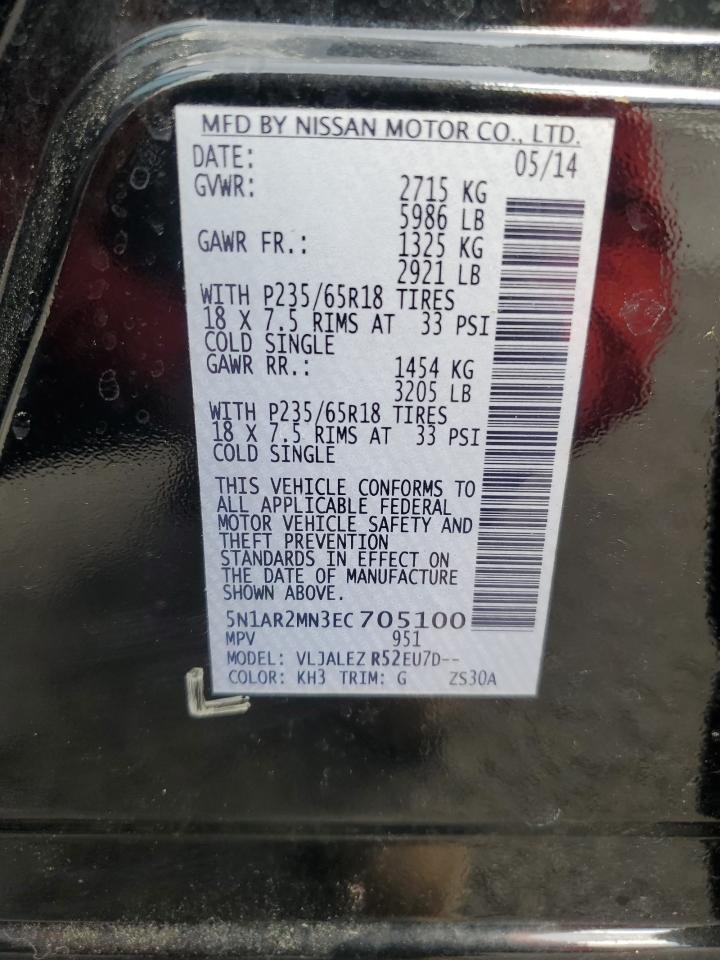 MFD BY NISSAN MOTOR CO., LTD.
DATE: 05/14
GVWR: 2715 KG
5986 LB
GAWR FR.: 1325 KG
2921 LB
WITH P235/65R18 TIRES
18 X 7.5 RIMS AT 33 PSI
COLD SINGLE
GAWR RR.: 1454 KG
3205 LB
WITH P235/65R18 TIRES
18 X 7.5 RIMS AT 33 PSI
COLD SINGLE
THIS VEHICLE CONFORMS TO
ALL APPLICABLE FEDERAL
MOTOR VEHICLE SAFETY AND
THEFT PREVENTION
STANDARDS IN EFFECT ON
THE DATE OF MANUFACTURE
SHOWN ABOVE.
5N1AR2MN3EC705100
MPV 951
MODEL: VLJALEZ R52EU7D--
COLOR: KH3 TRIM: G ZS30A
L